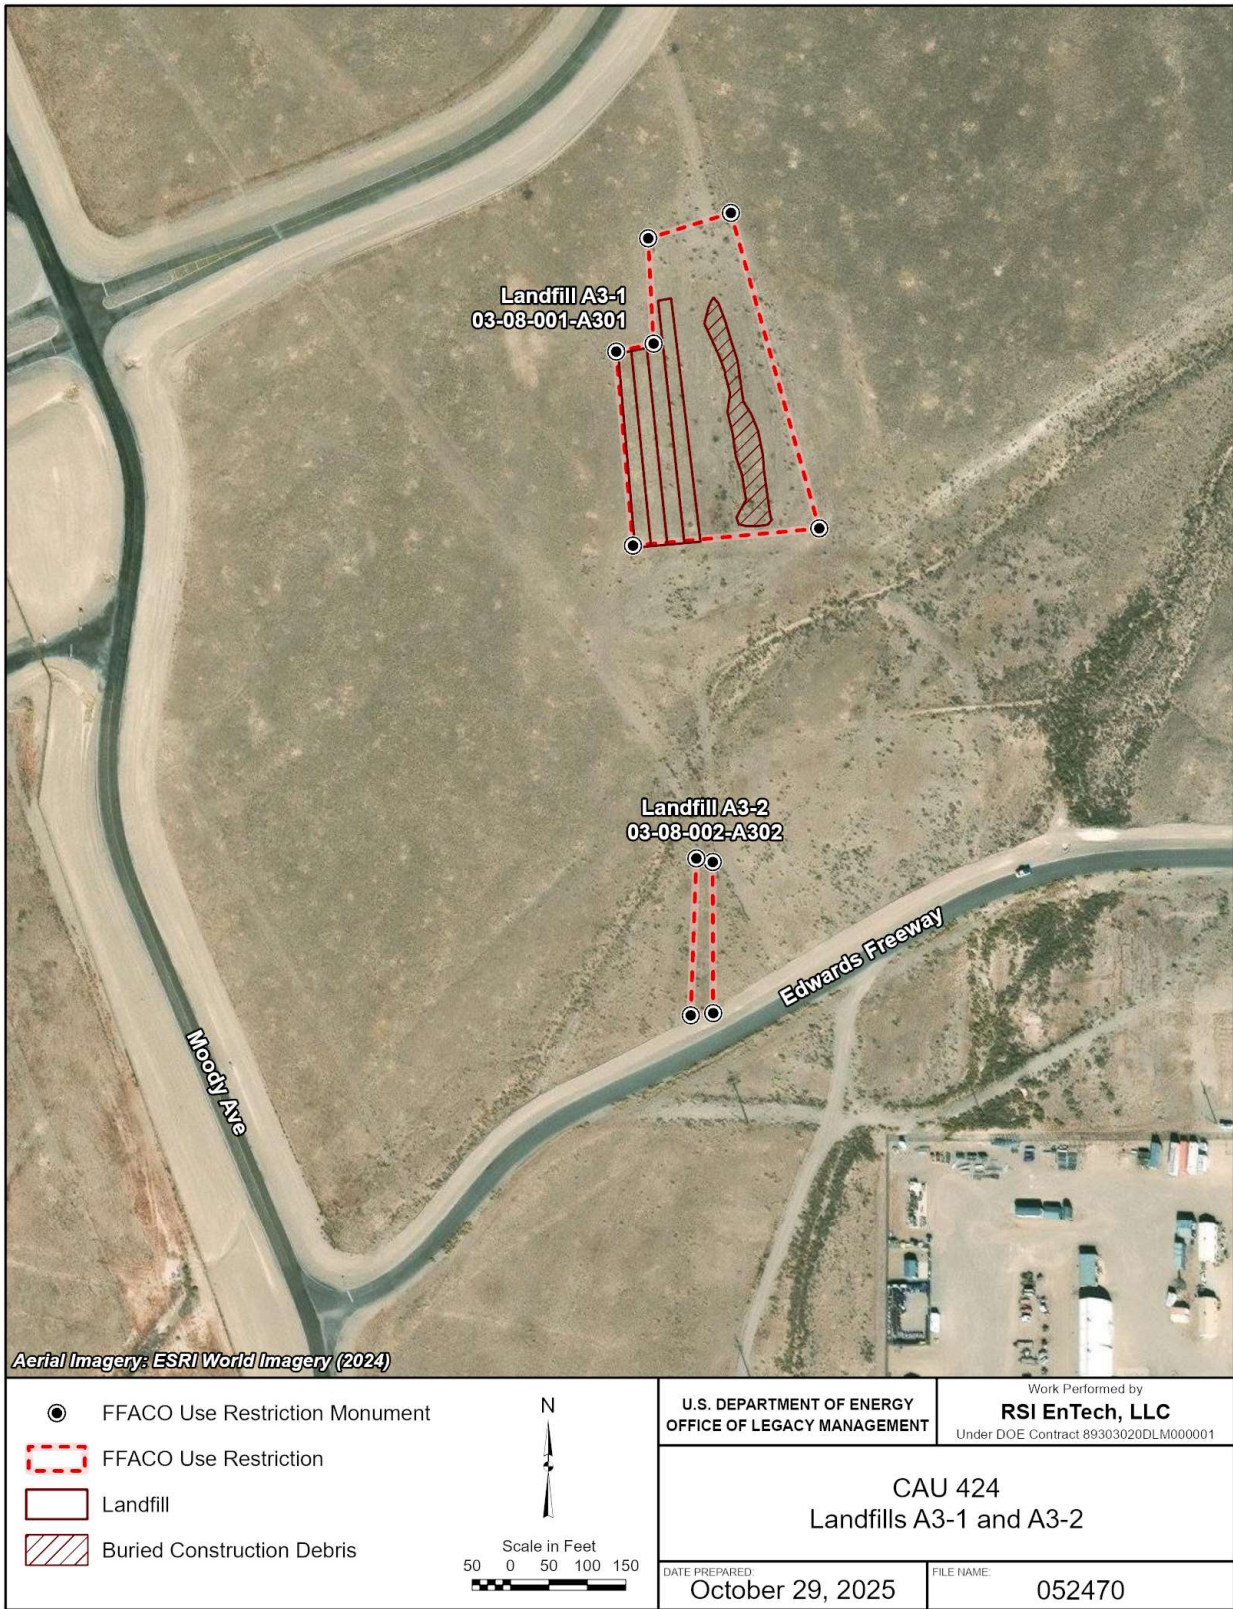 Landfill A3-1
03-08-001-A301
Landfill A3-2
03-08-002-A302
Edwards Freeway
Moody Ave
Aerial Imagery: ESRI World Imagery (2024)
FFACO Use Restriction Monument
FFACO Use Restriction
Landfill
Buried Construction Debris
N
Scale in Feet
50 0 50 100 150
U.S. DEPARTMENT OF ENERGY
OFFICE OF LEGACY MANAGEMENT
Work Performed by
RSI EnTech, LLC
Under DOE Contract 89303020DLM000001
CAU 424
Landfills A3-1 and A3-2
DATE PREPARED:
October 29, 2025
FILE NAME:
052470